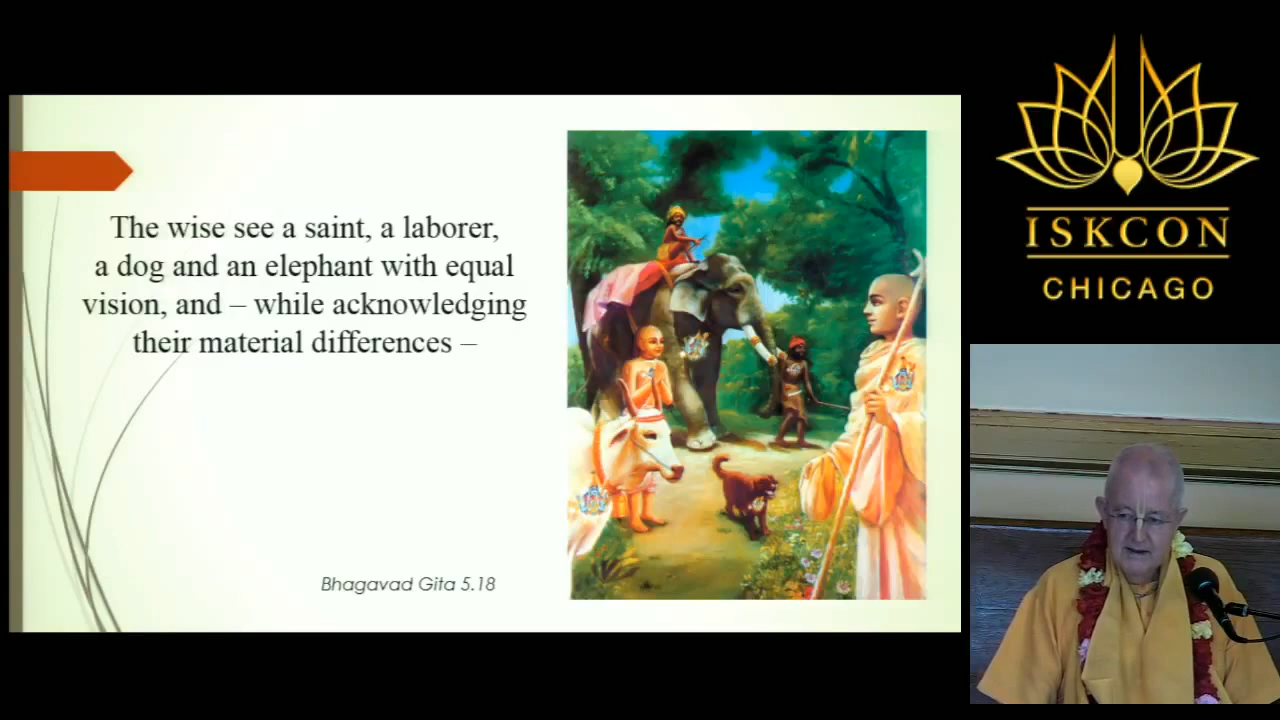 The wise see a saint, a laborer,
a dog and an elephant with equal
vision, and – while acknowledging
their material differences –
Bhagavad Gita 5.18
ISKCON
CHICAGO